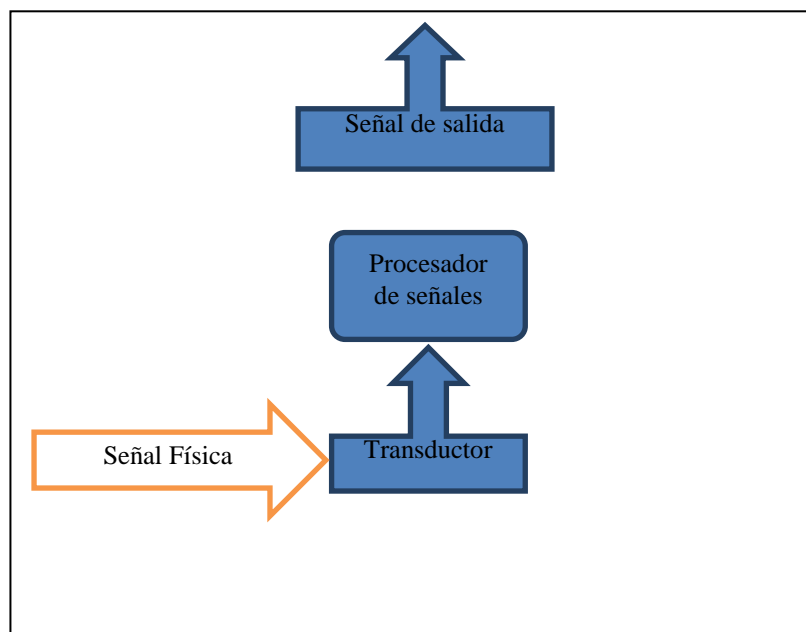 Señal de salida
Procesador
de señales
Señal Física
Transductor